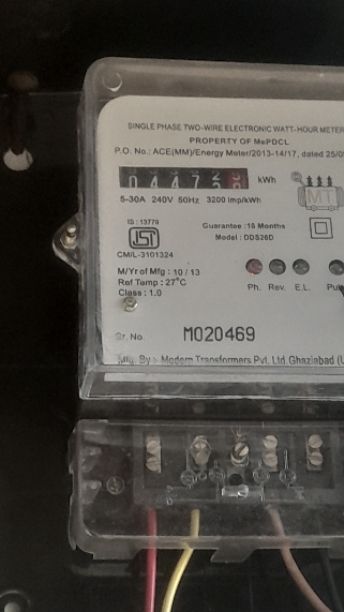 SINGLE PHASE TWO-WIRE ELECTRONIC WATT-HOUR METER
PROPERTY OF MePDCL
P.O. No.: ACE(MM)/Energy Meter/2013-14/17, dated 25/0
0447 kWh
5-30A 240V 50Hz 3200 imp/kWh
MT
IS: 13779
Guarantee : 18 Months
Model : DDS26D
CM/L-3101324
M/Yr of Mfg : 10 / 13
Ref Temp : 27°C
Class : 1.0
Ph. Rev. E.L. Pul
Sr. No. M020469
Mfg. By :- Modern Transformers Pvt. Ltd. Ghaziabad (U